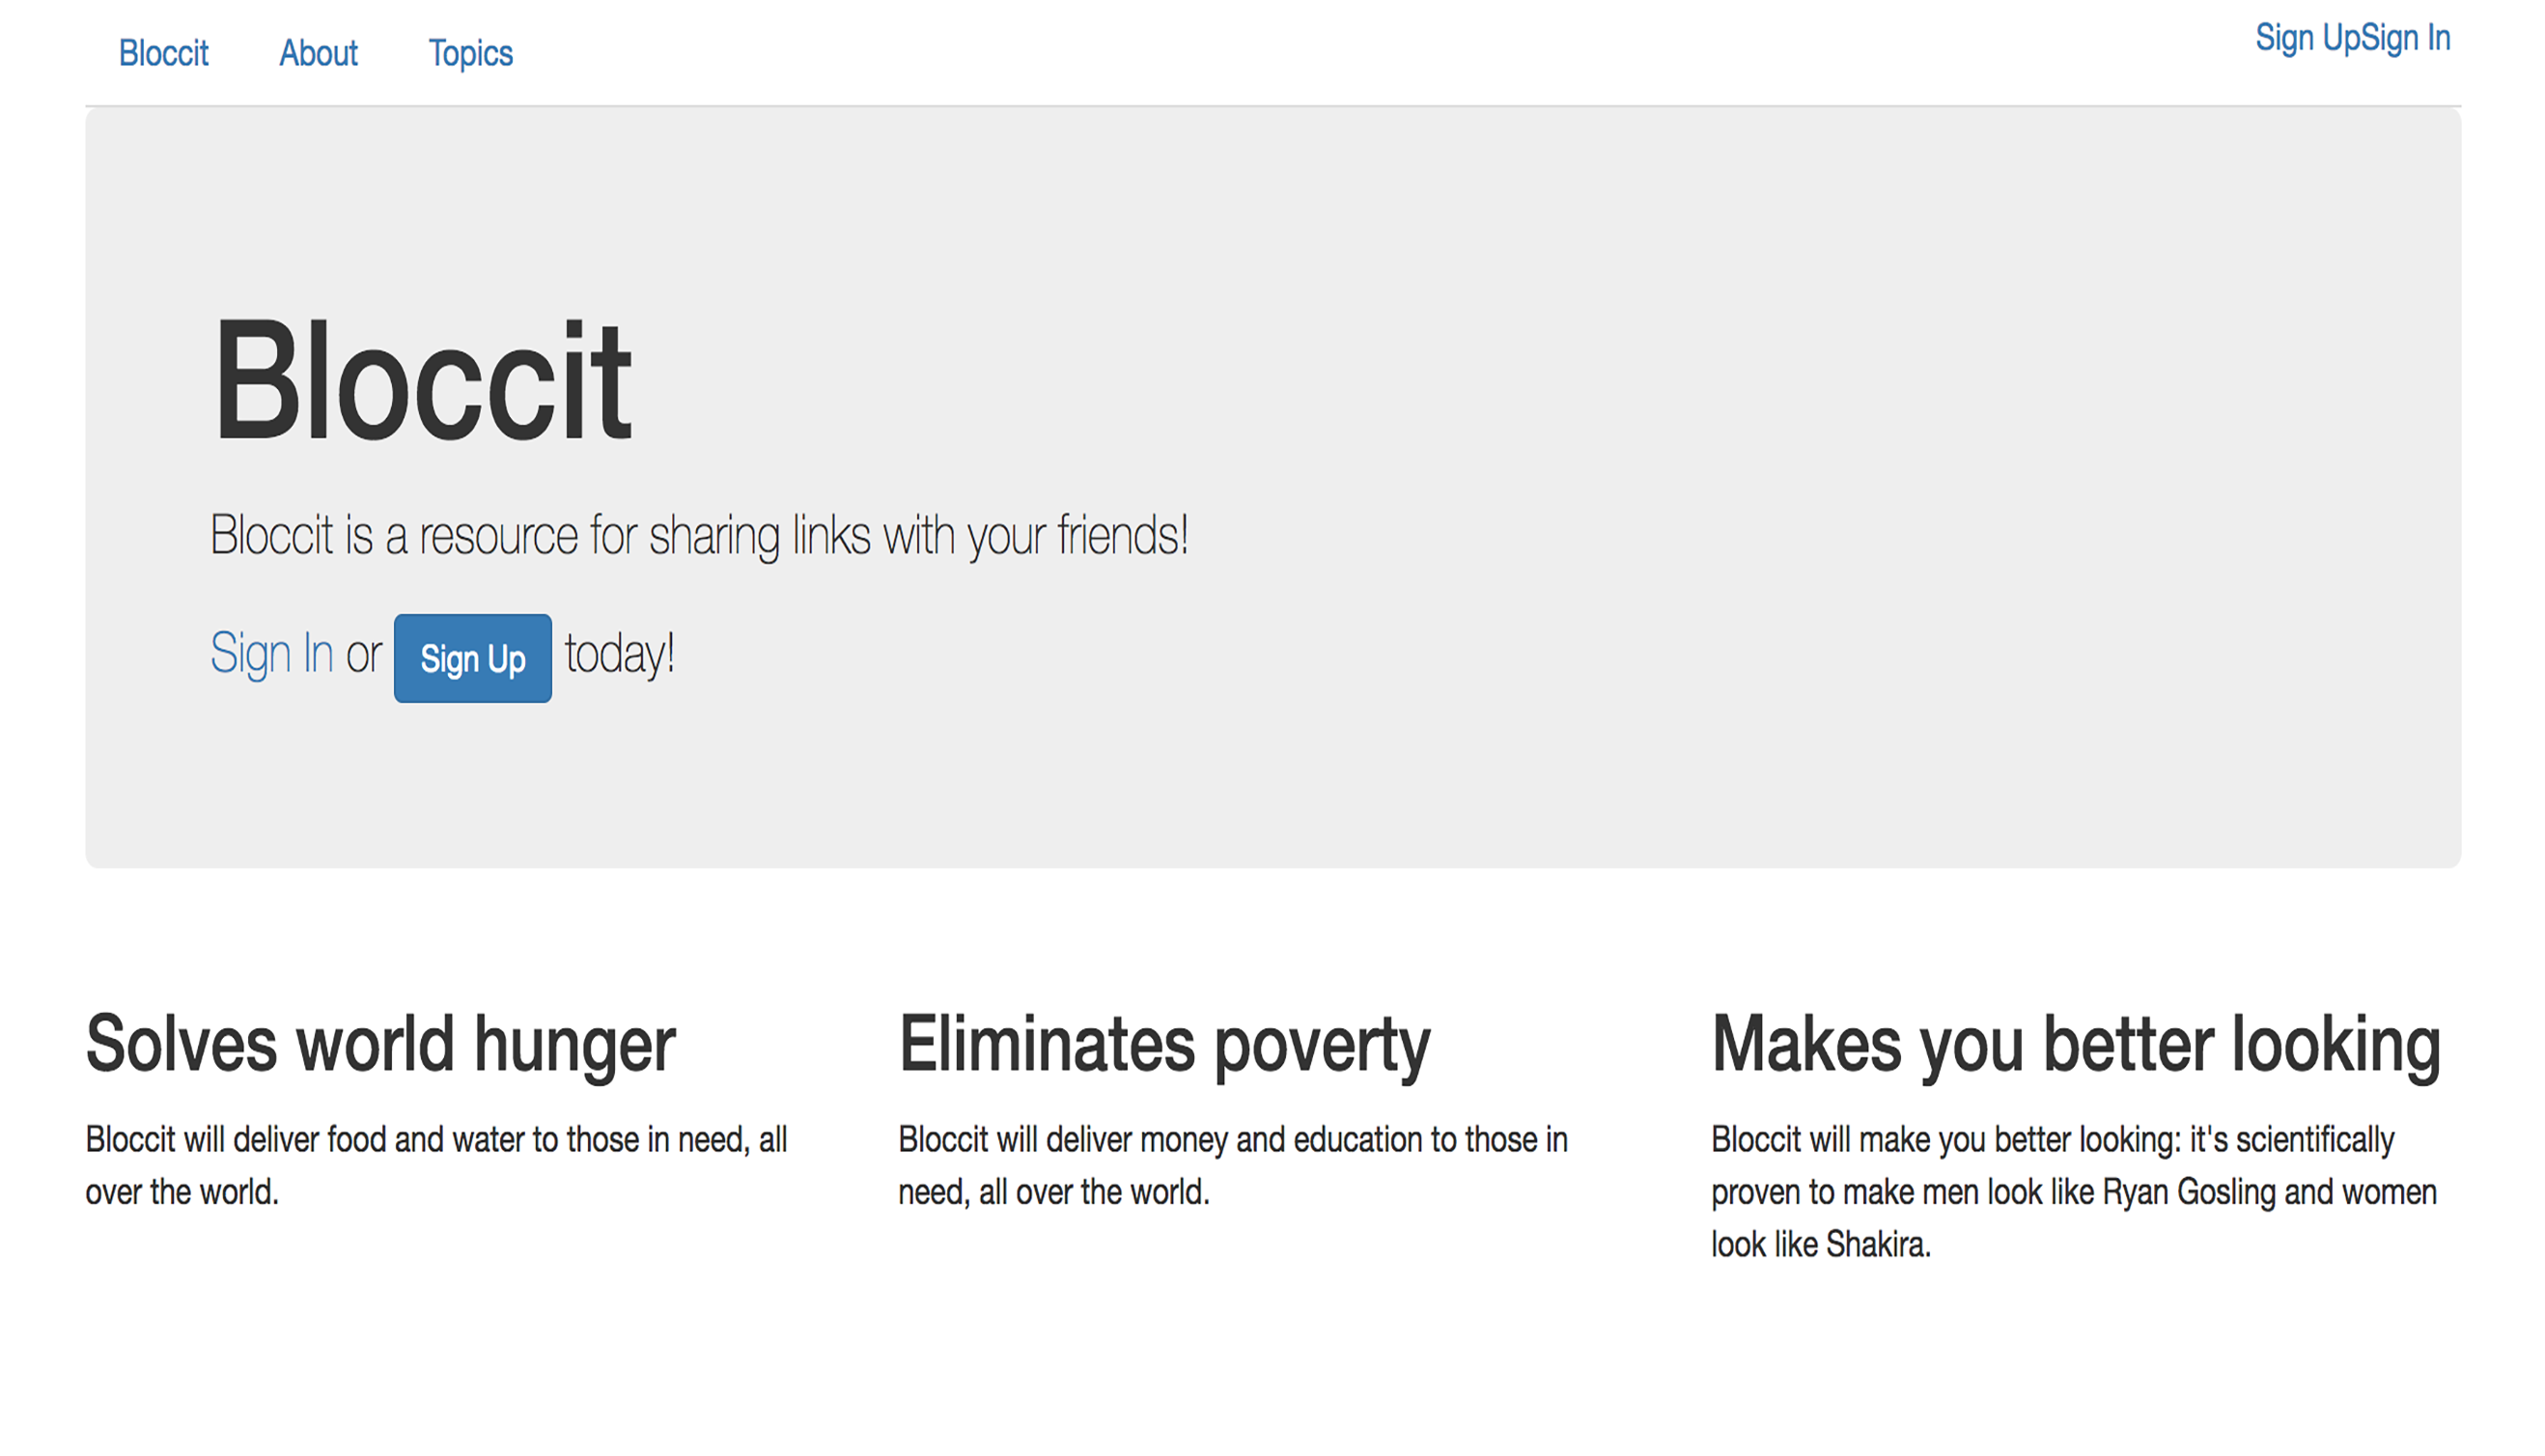 Bloccit About Topics Sign UpSign In
Bloccit
Bloccit is a resource for sharing links with your friends!
Sign In or Sign Up today!
Solves world hunger
Bloccit will deliver food and water to those in need, all
over the world.
Eliminates poverty
Bloccit will deliver money and education to those in
need, all over the world.
Makes you better looking
Bloccit will make you better looking: it's scientifically
proven to make men look like Ryan Gosling and women
look like Shakira.